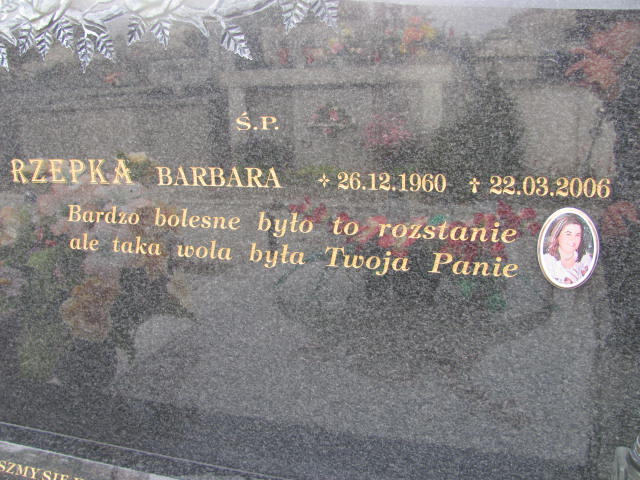 Ś.P.
RZEPKA BARBARA ✦ 26.12.1960 ✝ 22.03.2006
Bardzo bolesne było to rozstanie
ale taka wola była Twoja Panie